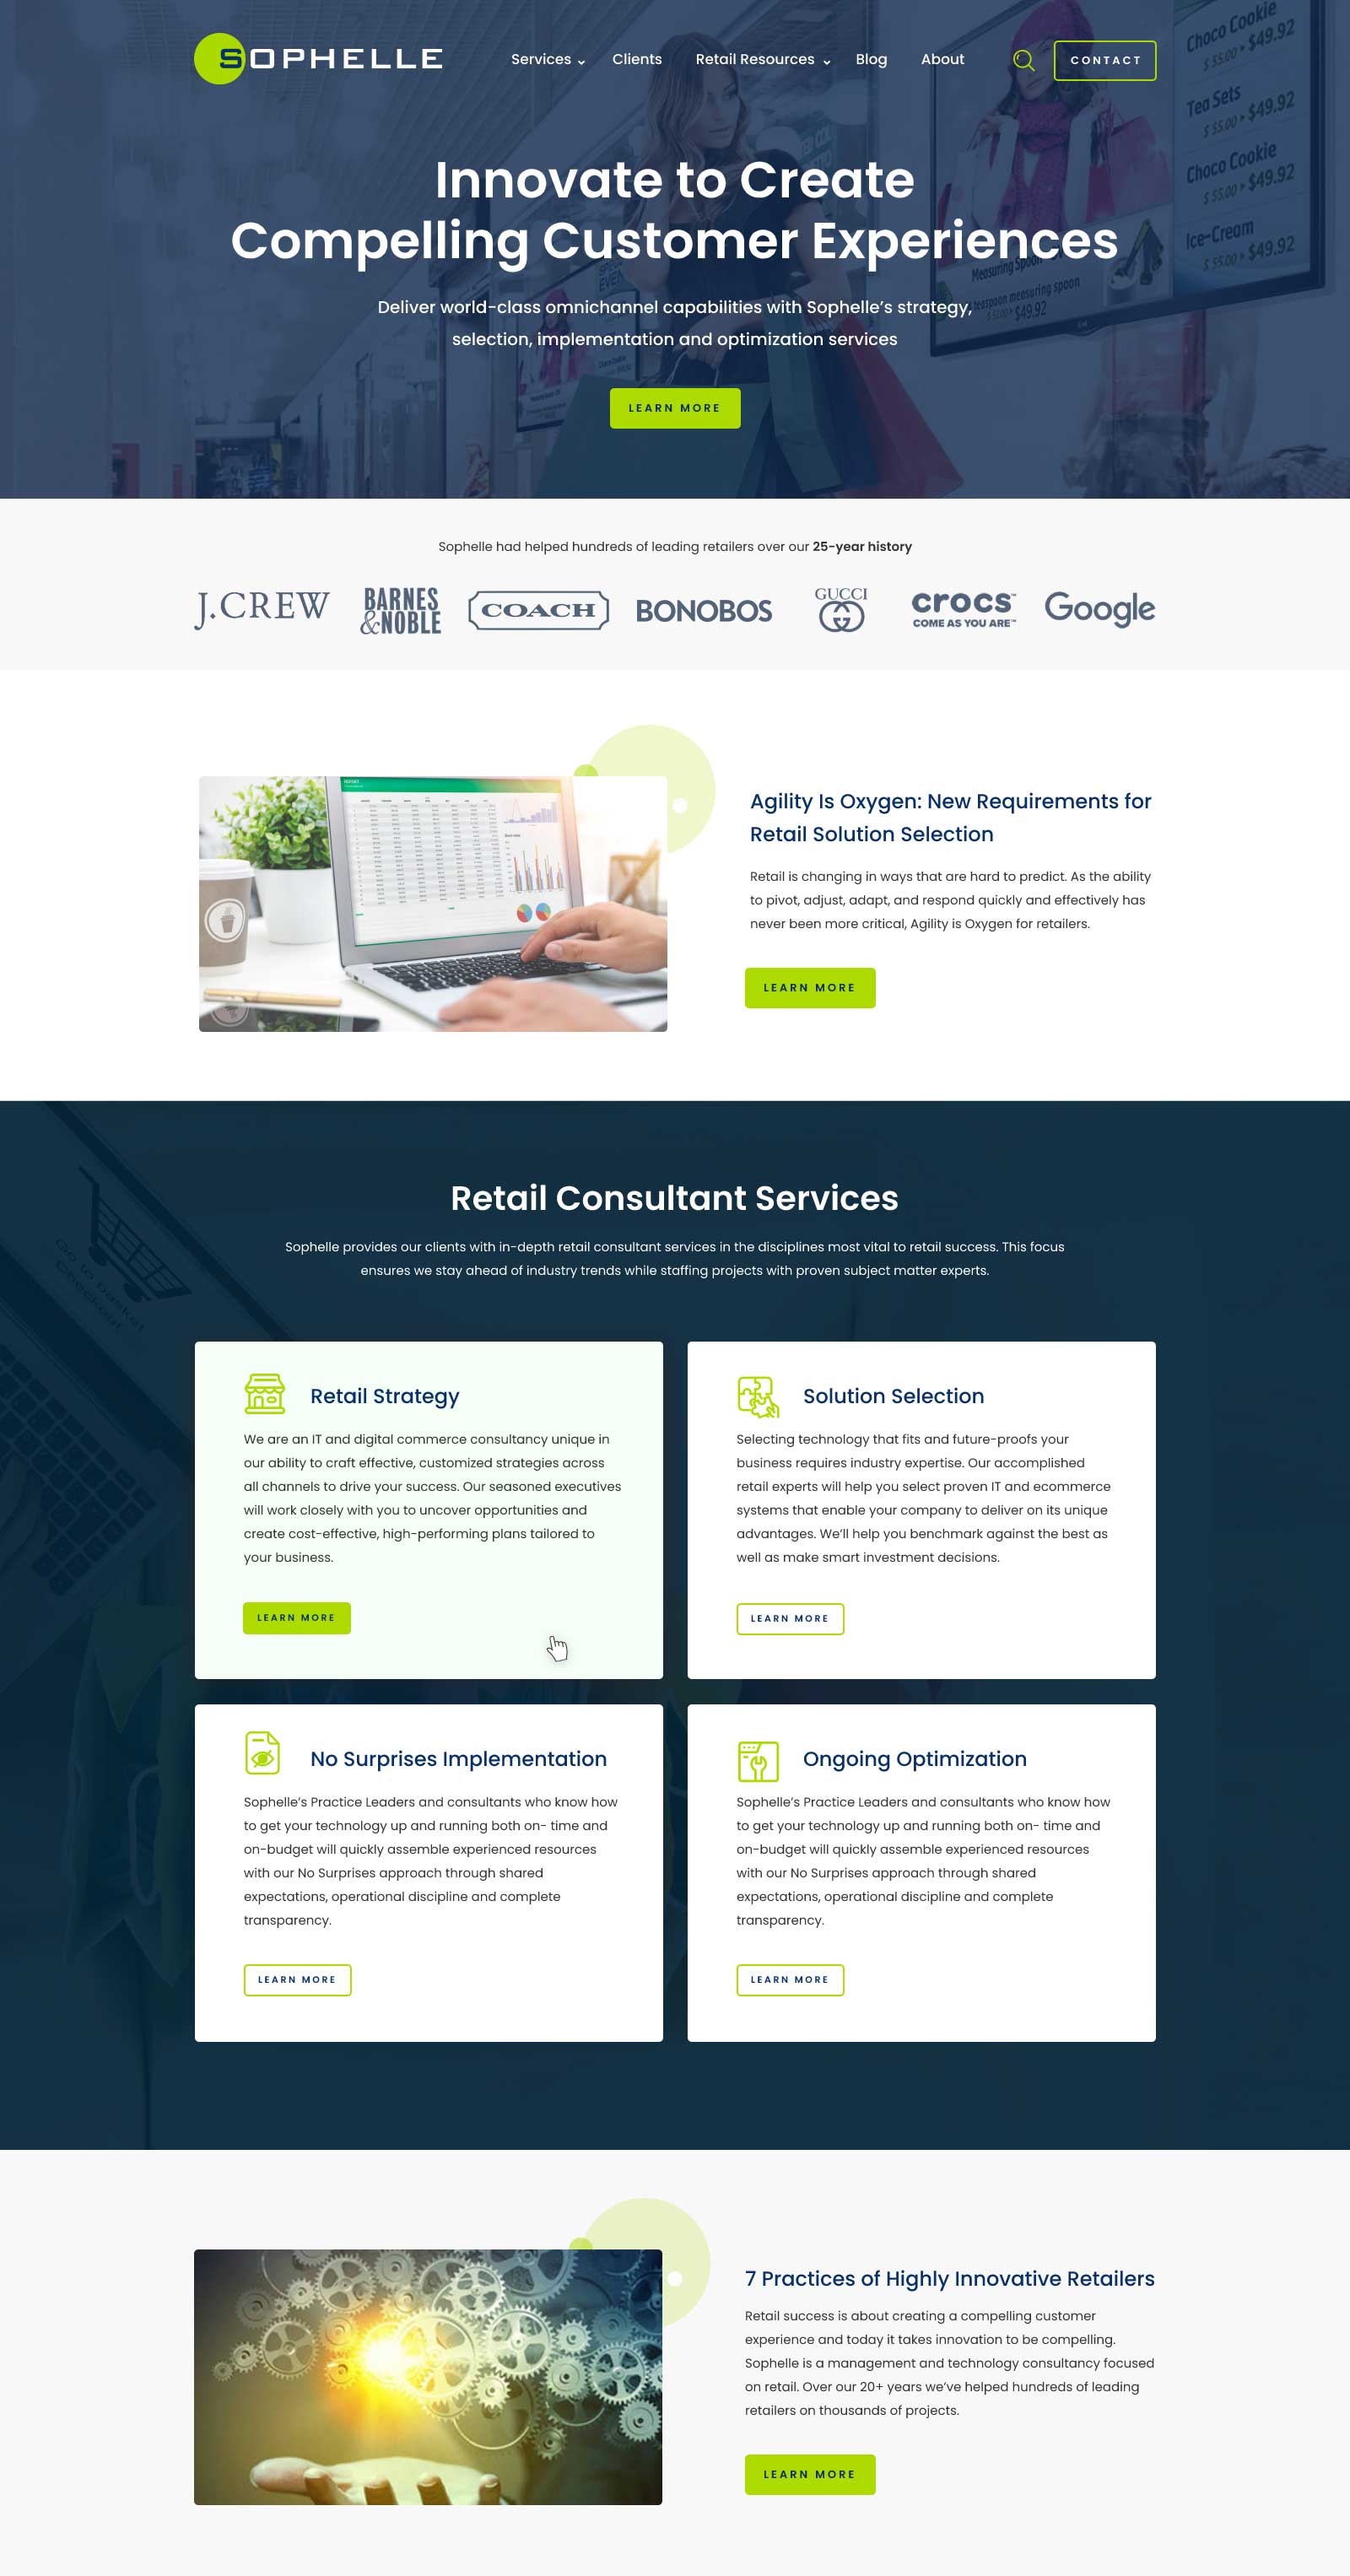 SOPHELLE
Services
Clients
Retail Resources
Blog
About
CONTACT
Choco Cookie
$ 55.00 ▸ $49.92
Tea Sets
$ 55.00 ▸ $49.92
Choco Cookie
$ 55.00 ▸ $49.92
Ice-Cream
$ 55.00 ▸ $49.92
Measuring Spoon
teaspoon measuring spoon
$49.92
Innovate to Create
Compelling Customer Experiences
Deliver world-class omnichannel capabilities with Sophelle’s strategy,
selection, implementation and optimization services
LEARN MORE
Sophelle had helped hundreds of leading retailers over our 25-year history
J.CREW
BARNES
&NOBLE
COACH
BONOBOS
GUCCI
crocs™
COME AS YOU ARE™
Google
Agility Is Oxygen: New Requirements for
Retail Solution Selection
Retail is changing in ways that are hard to predict. As the ability
to pivot, adjust, adapt, and respond quickly and effectively has
never been more critical, Agility is Oxygen for retailers.
LEARN MORE
Retail Consultant Services
Sophelle provides our clients with in-depth retail consultant services in the disciplines most vital to retail success. This focus
ensures we stay ahead of industry trends while staffing projects with proven subject matter experts.
Go to basket
Checkout
Retail Strategy
We are an IT and digital commerce consultancy unique in
our ability to craft effective, customized strategies across
all channels to drive your success. Our seasoned executives
will work closely with you to uncover opportunities and
create cost-effective, high-performing plans tailored to
your business.
LEARN MORE
Solution Selection
Selecting technology that fits and future-proofs your
business requires industry expertise. Our accomplished
retail experts will help you select proven IT and ecommerce
systems that enable your company to deliver on its unique
advantages. We’ll help you benchmark against the best as
well as make smart investment decisions.
LEARN MORE
No Surprises Implementation
Sophelle’s Practice Leaders and consultants who know how
to get your technology up and running both on- time and
on-budget will quickly assemble experienced resources
with our No Surprises approach through shared
expectations, operational discipline and complete
transparency.
LEARN MORE
Ongoing Optimization
Sophelle’s Practice Leaders and consultants who know how
to get your technology up and running both on- time and
on-budget will quickly assemble experienced resources
with our No Surprises approach through shared
expectations, operational discipline and complete
transparency.
LEARN MORE
7 Practices of Highly Innovative Retailers
Retail success is about creating a compelling customer
experience and today it takes innovation to be compelling.
Sophelle is a management and technology consultancy focused
on retail. Over our 20+ years we’ve helped hundreds of leading
retailers on thousands of projects.
LEARN MORE